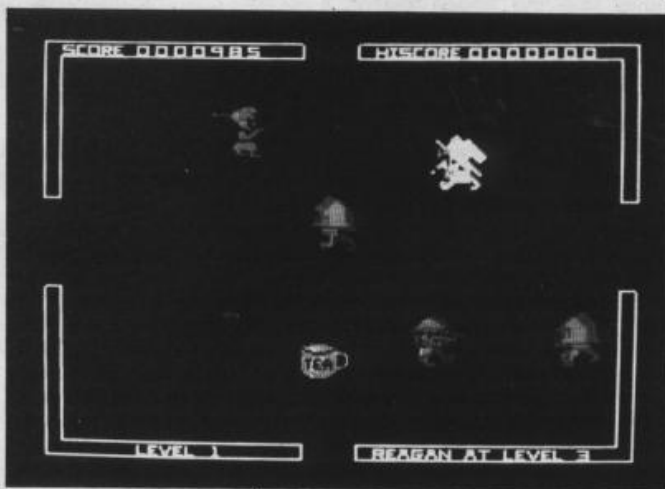 SCORE 0000985
HISCORE 0000000
TEA
LEVEL 1
REAGAN AT LEVEL 3